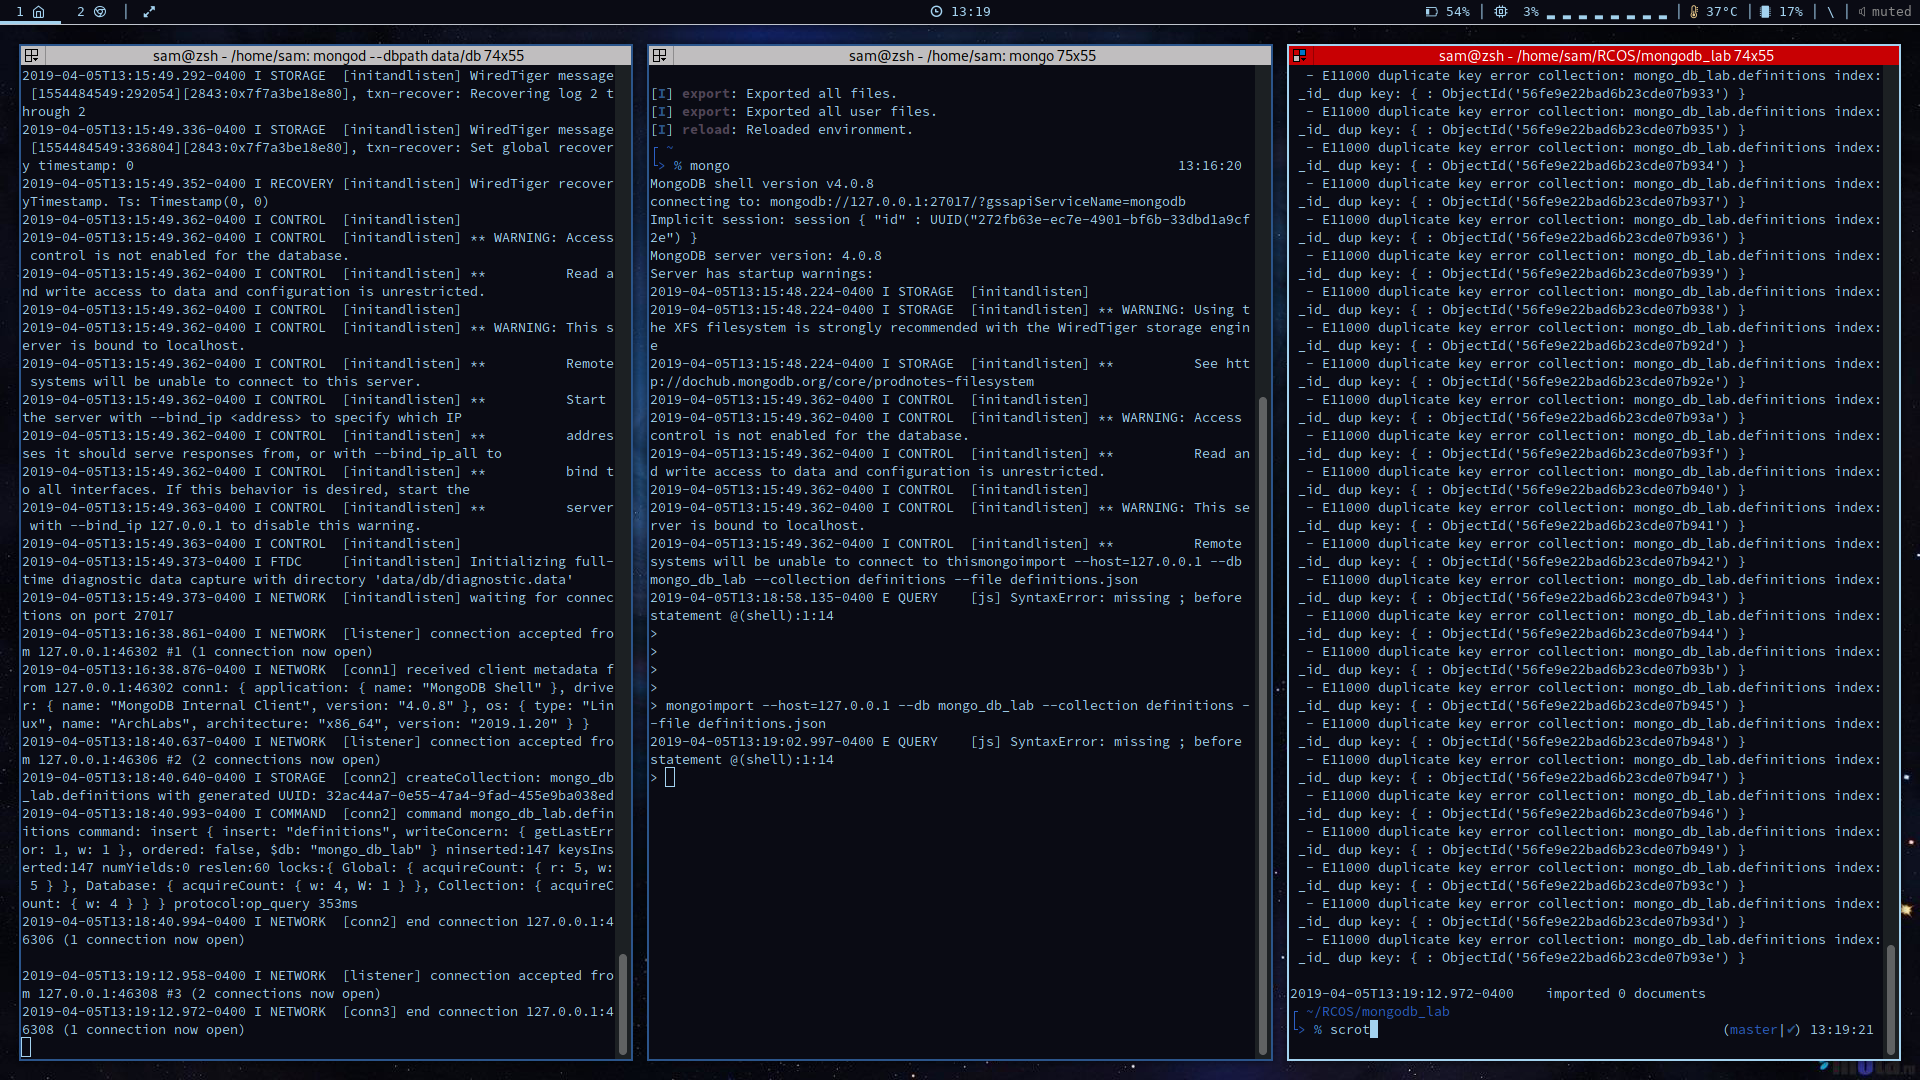 1 2 13:19 54% 3% 37°C 17% \ muted
sam@zsh - /home/sam: mongod --dbpath data/db 74x55
2019-04-05T13:15:49.292-0400 I STORAGE  [initandlisten] WiredTiger message
 [1554484549:292054][2843:0x7f7a3be18e80], txn-recover: Recovering log 2 t
hrough 2
2019-04-05T13:15:49.336-0400 I STORAGE  [initandlisten] WiredTiger message
 [1554484549:336804][2843:0x7f7a3be18e80], txn-recover: Set global recover
y timestamp: 0
2019-04-05T13:15:49.352-0400 I RECOVERY [initandlisten] WiredTiger recover
yTimestamp. Ts: Timestamp(0, 0)
2019-04-05T13:15:49.362-0400 I CONTROL  [initandlisten]
2019-04-05T13:15:49.362-0400 I CONTROL  [initandlisten] ** WARNING: Access
 control is not enabled for the database.
2019-04-05T13:15:49.362-0400 I CONTROL  [initandlisten] **          Read a
nd write access to data and configuration is unrestricted.
2019-04-05T13:15:49.362-0400 I CONTROL  [initandlisten]
2019-04-05T13:15:49.362-0400 I CONTROL  [initandlisten] ** WARNING: This s
erver is bound to localhost.
2019-04-05T13:15:49.362-0400 I CONTROL  [initandlisten] **          Remote
 systems will be unable to connect to this server.
2019-04-05T13:15:49.362-0400 I CONTROL  [initandlisten] **          Start
the server with --bind_ip <address> to specify which IP
2019-04-05T13:15:49.362-0400 I CONTROL  [initandlisten] **          addres
ses it should serve responses from, or with --bind_ip_all to
2019-04-05T13:15:49.362-0400 I CONTROL  [initandlisten] **          bind t
o all interfaces. If this behavior is desired, start the
2019-04-05T13:15:49.363-0400 I CONTROL  [initandlisten] **          server
 with --bind_ip 127.0.0.1 to disable this warning.
2019-04-05T13:15:49.363-0400 I CONTROL  [initandlisten]
2019-04-05T13:15:49.373-0400 I FTDC     [initandlisten] Initializing full-
time diagnostic data capture with directory 'data/db/diagnostic.data'
2019-04-05T13:15:49.373-0400 I NETWORK  [initandlisten] waiting for connec
tions on port 27017
2019-04-05T13:16:38.861-0400 I NETWORK  [listener] connection accepted fro
m 127.0.0.1:46302 #1 (1 connection now open)
2019-04-05T13:16:38.876-0400 I NETWORK  [conn1] received client metadata f
rom 127.0.0.1:46302 conn1: { application: { name: "MongoDB Shell" }, drive
r: { name: "MongoDB Internal Client", version: "4.0.8" }, os: { type: "Lin
ux", name: "ArchLabs", architecture: "x86_64", version: "2019.1.20" } }
2019-04-05T13:18:40.637-0400 I NETWORK  [listener] connection accepted fro
m 127.0.0.1:46306 #2 (2 connections now open)
2019-04-05T13:18:40.640-0400 I STORAGE  [conn2] createCollection: mongo_db
_lab.definitions with generated UUID: 32ac44a7-0e55-47a4-9fad-455e9ba038ed
2019-04-05T13:18:40.993-0400 I COMMAND  [conn2] command mongo_db_lab.defin
itions command: insert { insert: "definitions", writeConcern: { getLastErr
or: 1, w: 1 }, ordered: false, $db: "mongo_db_lab" } ninserted:147 keysIns
erted:147 numYields:0 reslen:60 locks:{ Global: { acquireCount: { r: 5, w:
 5 } }, Database: { acquireCount: { w: 4, W: 1 } }, Collection: { acquireC
ount: { w: 4 } } } protocol:op_query 353ms
2019-04-05T13:18:40.994-0400 I NETWORK  [conn2] end connection 127.0.0.1:4
6306 (1 connection now open)
2019-04-05T13:19:12.958-0400 I NETWORK  [listener] connection accepted fro
m 127.0.0.1:46308 #3 (2 connections now open)
2019-04-05T13:19:12.972-0400 I NETWORK  [conn3] end connection 127.0.0.1:4
6308 (1 connection now open)
sam@zsh - /home/sam: mongo 75x55
[I] export: Exported all files.
[I] export: Exported all user files.
[I] reload: Reloaded environment.
~
% mongo 13:16:20
MongoDB shell version v4.0.8
connecting to: mongodb://127.0.0.1:27017/?gssapiServiceName=mongodb
Implicit session: session { "id" : UUID("272fb63e-ec7e-4901-bf6b-33dbd1a9cf
2e") }
MongoDB server version: 4.0.8
Server has startup warnings:
2019-04-05T13:15:48.224-0400 I STORAGE  [initandlisten]
2019-04-05T13:15:48.224-0400 I STORAGE  [initandlisten] ** WARNING: Using t
he XFS filesystem is strongly recommended with the WiredTiger storage engin
e
2019-04-05T13:15:48.224-0400 I STORAGE  [initandlisten] **          See htt
p://dochub.mongodb.org/core/prodnotes-filesystem
2019-04-05T13:15:49.362-0400 I CONTROL  [initandlisten]
2019-04-05T13:15:49.362-0400 I CONTROL  [initandlisten] ** WARNING: Access
control is not enabled for the database.
2019-04-05T13:15:49.362-0400 I CONTROL  [initandlisten] **          Read an
d write access to data and configuration is unrestricted.
2019-04-05T13:15:49.362-0400 I CONTROL  [initandlisten]
2019-04-05T13:15:49.362-0400 I CONTROL  [initandlisten] ** WARNING: This se
rver is bound to localhost.
2019-04-05T13:15:49.362-0400 I CONTROL  [initandlisten] **          Remote
systems will be unable to connect to thismongoimport --host=127.0.0.1 --db
mongo_db_lab --collection definitions --file definitions.json
2019-04-05T13:18:58.135-0400 E QUERY    [js] SyntaxError: missing ; before
statement @(shell):1:14
>
>
>
>
> mongoimport --host=127.0.0.1 --db mongo_db_lab --collection definitions -
-file definitions.json
2019-04-05T13:19:02.997-0400 E QUERY    [js] SyntaxError: missing ; before
statement @(shell):1:14
>
sam@zsh - /home/sam/RCOS/mongodb_lab 74x55
- E11000 duplicate key error collection: mongo_db_lab.definitions index:
_id_ dup key: { : ObjectId('56fe9e22bad6b23cde07b933') }
- E11000 duplicate key error collection: mongo_db_lab.definitions index:
_id_ dup key: { : ObjectId('56fe9e22bad6b23cde07b935') }
- E11000 duplicate key error collection: mongo_db_lab.definitions index:
_id_ dup key: { : ObjectId('56fe9e22bad6b23cde07b934') }
- E11000 duplicate key error collection: mongo_db_lab.definitions index:
_id_ dup key: { : ObjectId('56fe9e22bad6b23cde07b937') }
- E11000 duplicate key error collection: mongo_db_lab.definitions index:
_id_ dup key: { : ObjectId('56fe9e22bad6b23cde07b936') }
- E11000 duplicate key error collection: mongo_db_lab.definitions index:
_id_ dup key: { : ObjectId('56fe9e22bad6b23cde07b939') }
- E11000 duplicate key error collection: mongo_db_lab.definitions index:
_id_ dup key: { : ObjectId('56fe9e22bad6b23cde07b938') }
- E11000 duplicate key error collection: mongo_db_lab.definitions index:
_id_ dup key: { : ObjectId('56fe9e22bad6b23cde07b92d') }
- E11000 duplicate key error collection: mongo_db_lab.definitions index:
_id_ dup key: { : ObjectId('56fe9e22bad6b23cde07b92e') }
- E11000 duplicate key error collection: mongo_db_lab.definitions index:
_id_ dup key: { : ObjectId('56fe9e22bad6b23cde07b93a') }
- E11000 duplicate key error collection: mongo_db_lab.definitions index:
_id_ dup key: { : ObjectId('56fe9e22bad6b23cde07b93f') }
- E11000 duplicate key error collection: mongo_db_lab.definitions index:
_id_ dup key: { : ObjectId('56fe9e22bad6b23cde07b940') }
- E11000 duplicate key error collection: mongo_db_lab.definitions index:
_id_ dup key: { : ObjectId('56fe9e22bad6b23cde07b941') }
- E11000 duplicate key error collection: mongo_db_lab.definitions index:
_id_ dup key: { : ObjectId('56fe9e22bad6b23cde07b942') }
- E11000 duplicate key error collection: mongo_db_lab.definitions index:
_id_ dup key: { : ObjectId('56fe9e22bad6b23cde07b943') }
- E11000 duplicate key error collection: mongo_db_lab.definitions index:
_id_ dup key: { : ObjectId('56fe9e22bad6b23cde07b944') }
- E11000 duplicate key error collection: mongo_db_lab.definitions index:
_id_ dup key: { : ObjectId('56fe9e22bad6b23cde07b93b') }
- E11000 duplicate key error collection: mongo_db_lab.definitions index:
_id_ dup key: { : ObjectId('56fe9e22bad6b23cde07b945') }
- E11000 duplicate key error collection: mongo_db_lab.definitions index:
_id_ dup key: { : ObjectId('56fe9e22bad6b23cde07b948') }
- E11000 duplicate key error collection: mongo_db_lab.definitions index:
_id_ dup key: { : ObjectId('56fe9e22bad6b23cde07b947') }
- E11000 duplicate key error collection: mongo_db_lab.definitions index:
_id_ dup key: { : ObjectId('56fe9e22bad6b23cde07b946') }
- E11000 duplicate key error collection: mongo_db_lab.definitions index:
_id_ dup key: { : ObjectId('56fe9e22bad6b23cde07b949') }
- E11000 duplicate key error collection: mongo_db_lab.definitions index:
_id_ dup key: { : ObjectId('56fe9e22bad6b23cde07b93c') }
- E11000 duplicate key error collection: mongo_db_lab.definitions index:
_id_ dup key: { : ObjectId('56fe9e22bad6b23cde07b93d') }
- E11000 duplicate key error collection: mongo_db_lab.definitions index:
_id_ dup key: { : ObjectId('56fe9e22bad6b23cde07b93e') }
2019-04-05T13:19:12.972-0400    imported 0 documents
~/RCOS/mongodb_lab
% scrot (master|✔) 13:19:21